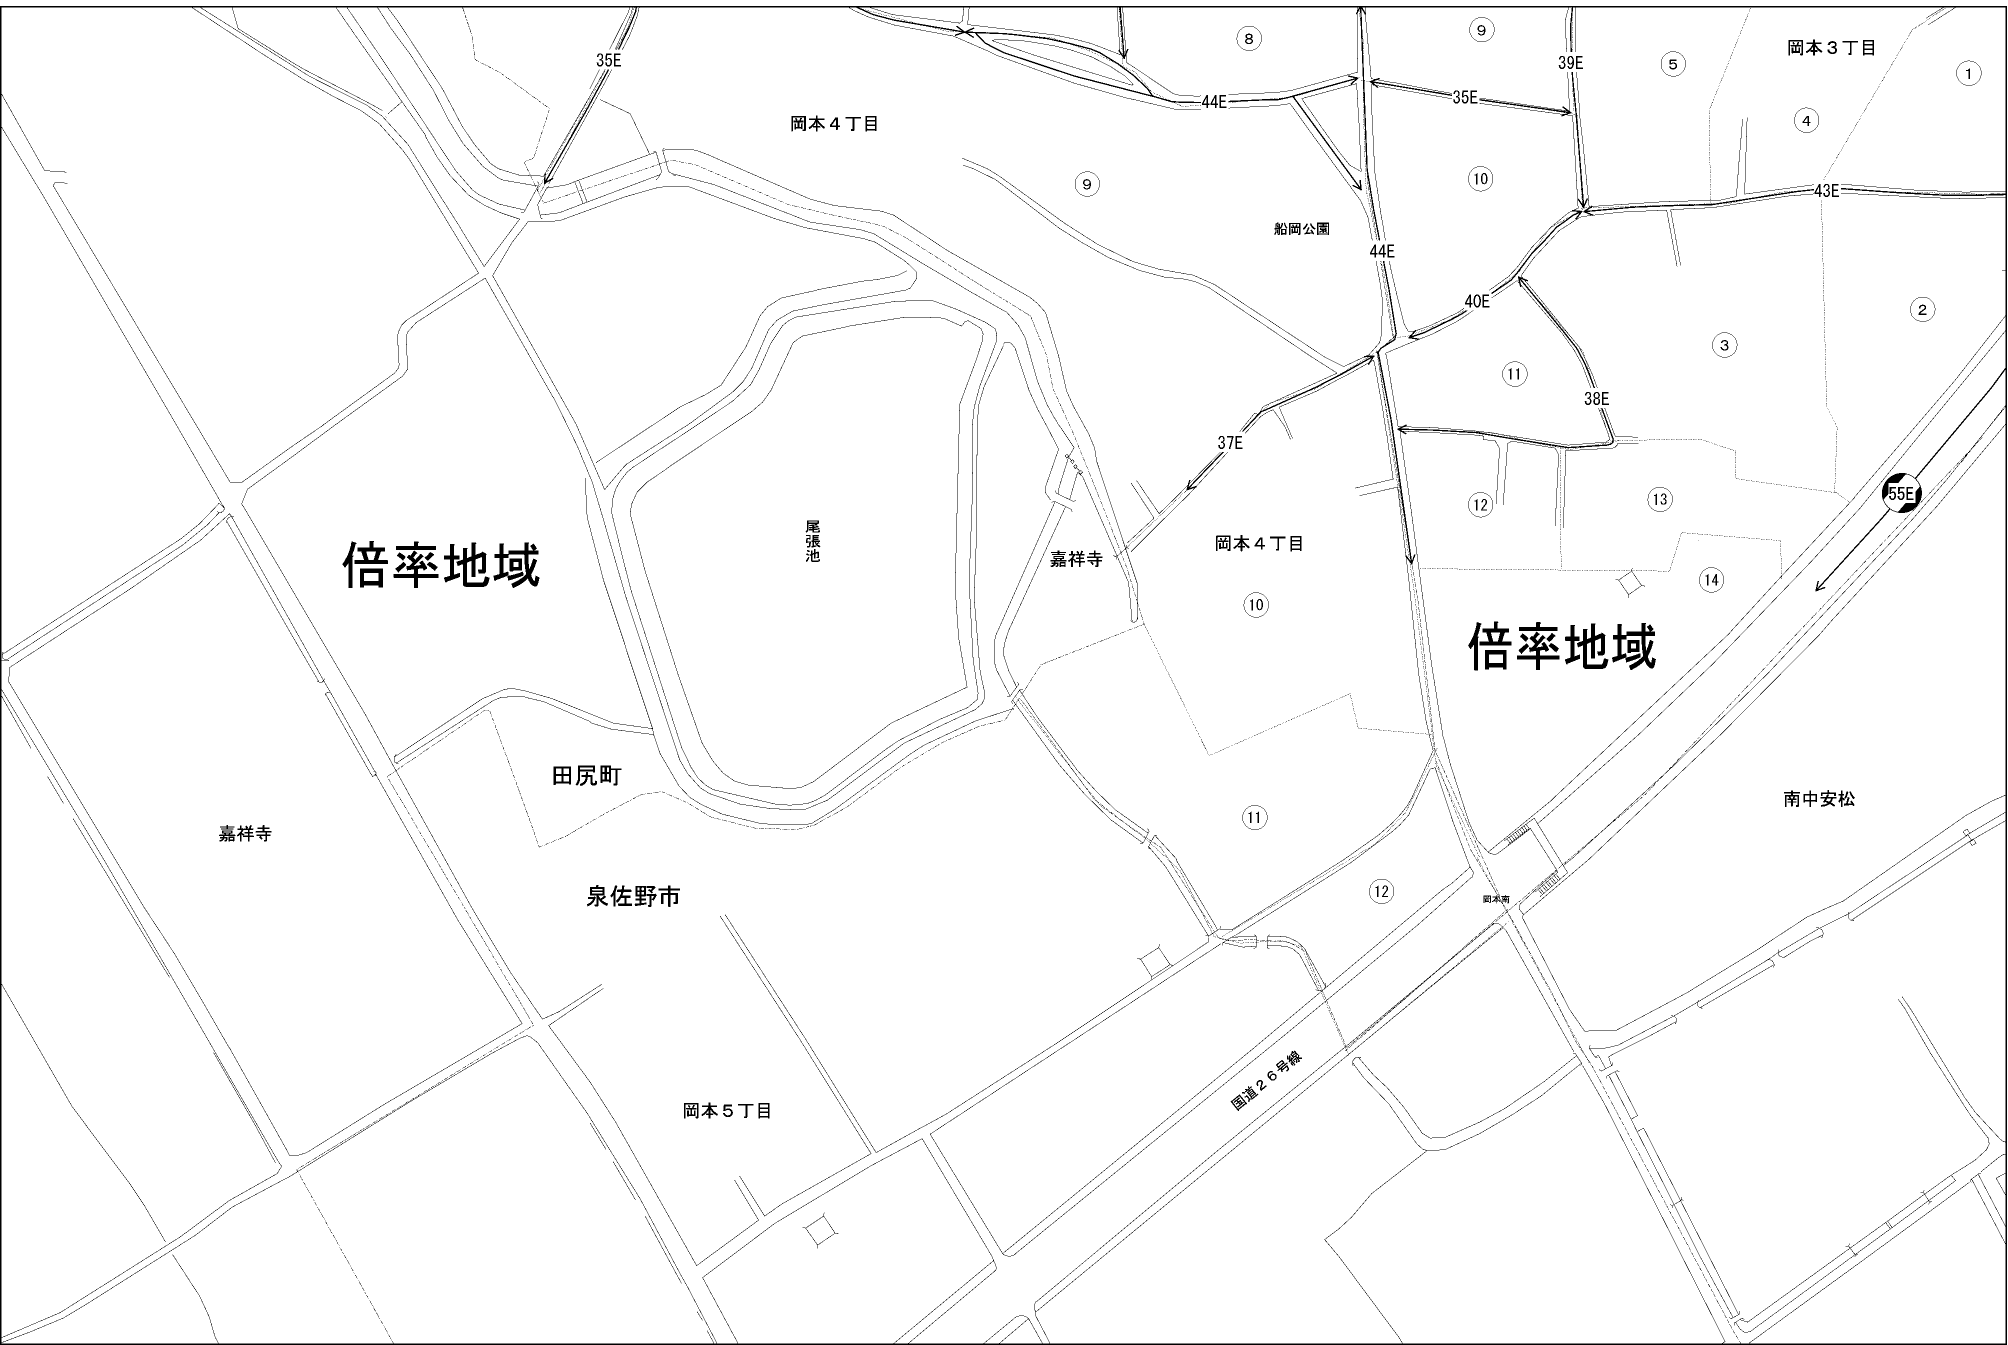 ⑧
⑨
39E
⑤
岡本３丁目
①
35E
44E
35E
④
岡本４丁目
⑨
⑩
43E
船岡公園
44E
40E
②
③
⑪
38E
37E
55E
⑫
⑬
尾張池
岡本４丁目
嘉祥寺
倍率地域
⑭
⑩
倍率地域
田尻町
南中安松
⑪
嘉祥寺
泉佐野市
⑫
岡本南
国道２６号線
岡本５丁目